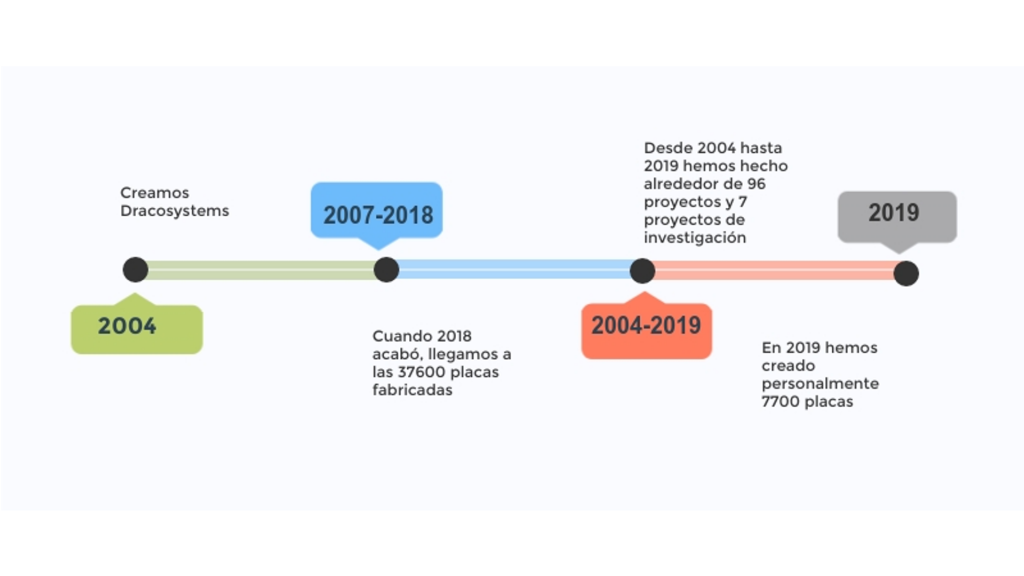 Creamos
Dracosystems
2004
2007-2018
Cuando 2018
acabó, llegamos a
las 37600 placas
fabricadas
Desde 2004 hasta
2019 hemos hecho
alrededor de 96
proyectos y 7
proyectos de
investigación
2004-2019
2019
En 2019 hemos
creado
personalmente
7700 placas